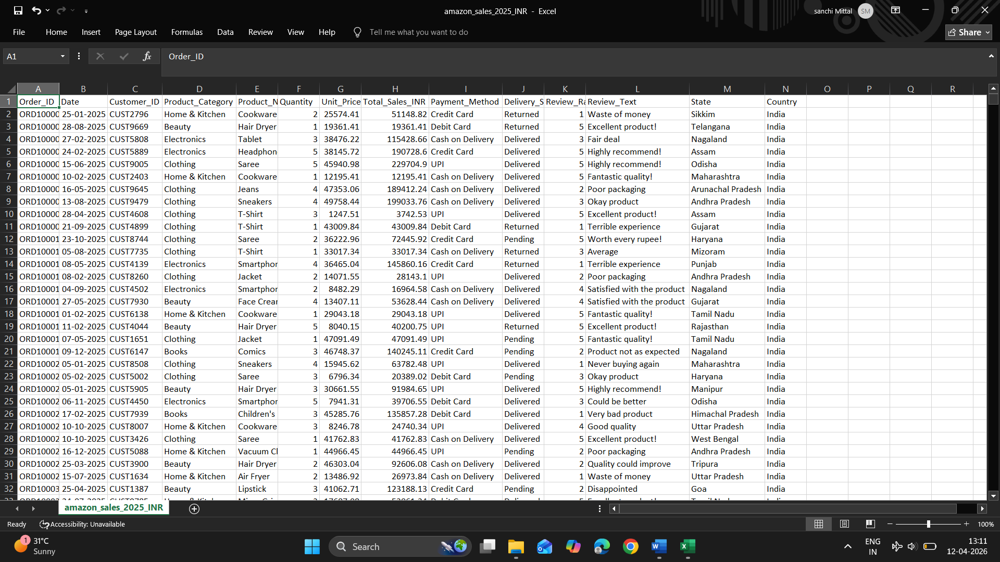 amazon_sales_2025_INR - Excel
sanchi Mittal SM
File Home Insert Page Layout Formulas Data Review View Help Tell me what you want to do Share
A1 fx Order_ID
A B C D E F G H I J K L M N O P Q R
1 Order_ID Date Customer_ID Product_Category Product_N Quantity Unit_Price Total_Sales_INR Payment_Method Delivery_S Review_Ra Review_Text State Country
2 ORD10000 25-01-2025 CUST2796 Home & Kitchen Cookware 2 25574.41 51148.82 Credit Card Returned 1 Waste of money Sikkim India
3 ORD10000 28-08-2025 CUST9669 Beauty Hair Dryer 1 19361.41 19361.41 Debit Card Returned 5 Excellent product! Telangana India
4 ORD10000 27-02-2025 CUST5808 Electronics Tablet 3 38476.22 115428.66 Cash on Delivery Delivered 3 Fair deal Nagaland India
5 ORD10000 24-02-2025 CUST5889 Electronics Headphon 5 38145.72 190728.6 Credit Card Delivered 5 Highly recommend! Assam India
6 ORD10000 15-06-2025 CUST9005 Clothing Saree 5 45940.98 229704.9 UPI Delivered 5 Highly recommend! Odisha India
7 ORD10000 10-02-2025 CUST2403 Home & Kitchen Cookware 1 12195.41 12195.41 Cash on Delivery Delivered 5 Fantastic quality! Maharashtra India
8 ORD10000 16-05-2025 CUST9645 Clothing Jeans 4 47353.06 189412.24 Cash on Delivery Delivered 2 Poor packaging Arunachal Pradesh India
9 ORD10000 13-08-2025 CUST9479 Clothing Sneakers 4 49758.44 199033.76 Cash on Delivery Delivered 3 Okay product Andhra Pradesh India
10 ORD10000 28-04-2025 CUST4608 Clothing T-Shirt 3 1247.51 3742.53 UPI Delivered 5 Excellent product! Assam India
11 ORD10000 21-09-2025 CUST4899 Clothing T-Shirt 1 43009.84 43009.84 Debit Card Returned 1 Terrible experience Gujarat India
12 ORD10001 23-10-2025 CUST8744 Clothing Saree 2 36222.96 72445.92 Credit Card Pending 5 Worth every rupee! Haryana India
13 ORD10001 05-08-2025 CUST7735 Clothing T-Shirt 1 33017.34 33017.34 Cash on Delivery Returned 3 Average Mizoram India
14 ORD10001 08-05-2025 CUST4139 Electronics Smartphor 4 36465.04 145860.16 Credit Card Returned 1 Terrible experience Punjab India
15 ORD10001 08-02-2025 CUST8260 Clothing Jacket 2 14071.55 28143.1 UPI Delivered 2 Poor packaging Andhra Pradesh India
16 ORD10001 04-09-2025 CUST4502 Electronics Smartphor 2 8482.29 16964.58 Cash on Delivery Delivered 4 Satisfied with the product Nagaland India
17 ORD10001 27-05-2025 CUST7930 Beauty Face Crear 4 13407.11 53628.44 Cash on Delivery Delivered 4 Satisfied with the product Gujarat India
18 ORD10001 01-02-2025 CUST6138 Home & Kitchen Cookware 1 29043.18 29043.18 UPI Delivered 5 Fantastic quality! Tamil Nadu India
19 ORD10001 11-02-2025 CUST4044 Beauty Hair Dryer 5 8040.15 40200.75 UPI Returned 5 Excellent product! Rajasthan India
20 ORD10001 07-05-2025 CUST1651 Clothing Jacket 1 47091.49 47091.49 UPI Pending 5 Fantastic quality! Tamil Nadu India
21 ORD10002 09-12-2025 CUST6147 Books Comics 3 46748.37 140245.11 Credit Card Pending 2 Product not as expected Nagaland India
22 ORD10002 05-01-2025 CUST8508 Clothing Sneakers 4 15945.62 63782.48 UPI Delivered 1 Never buying again Maharashtra India
23 ORD10002 05-02-2025 CUST5002 Clothing Saree 3 6796.34 20389.02 Debit Card Pending 3 Okay product Haryana India
24 ORD10002 05-01-2025 CUST5905 Beauty Hair Dryer 3 30661.55 91984.65 UPI Delivered 5 Highly recommend! Manipur India
25 ORD10002 06-11-2025 CUST4450 Electronics Smartphor 5 7941.31 39706.55 Debit Card Delivered 3 Could be better Odisha India
26 ORD10002 17-02-2025 CUST7939 Books Children's 3 45285.76 135857.28 Debit Card Delivered 1 Very bad product Himachal Pradesh India
27 ORD10002 10-10-2025 CUST8007 Home & Kitchen Cookware 3 8246.78 24740.34 UPI Delivered 4 Good quality Uttar Pradesh India
28 ORD10002 10-10-2025 CUST3426 Clothing Saree 1 41762.83 41762.83 Cash on Delivery Delivered 5 Excellent product! West Bengal India
29 ORD10002 16-12-2025 CUST5088 Home & Kitchen Vacuum Cl 1 44966.45 44966.45 UPI Pending 2 Poor packaging Andhra Pradesh India
30 ORD10002 25-03-2025 CUST3900 Beauty Hair Dryer 2 46303.04 92606.08 Cash on Delivery Delivered 2 Quality could improve Tripura India
31 ORD10002 15-07-2025 CUST1634 Home & Kitchen Air Fryer 2 13486.92 26973.84 Cash on Delivery Delivered 1 Waste of money Uttar Pradesh India
32 ORD10003 25-04-2025 CUST1387 Beauty Lipstick 3 41062.71 123188.13 Credit Card Pending 2 Disappointed Goa India
amazon_sales_2025_INR
Ready Accessibility: Unavailable 100%
1 31°C
Sunny
Search
ENG
IN
13:11
12-04-2026